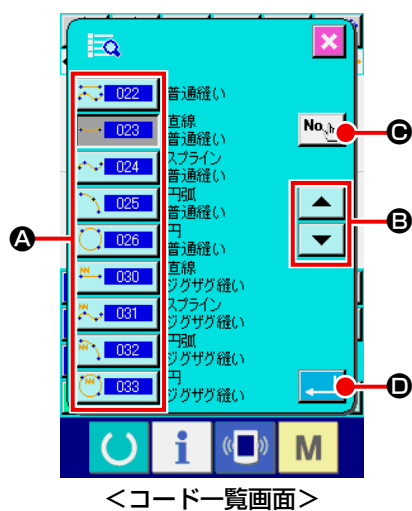 022 普通縫い
023 直線
普通縫い
No.
C
024 スプライン
普通縫い
025 円弧
普通縫い
B
A
026 円
普通縫い
030 直線
ジグザグ縫い
031 スプライン
ジグザグ縫い
032 円弧
ジグザグ縫い
033 円
ジグザグ縫い
D
i
M
＜コード一覧画面＞